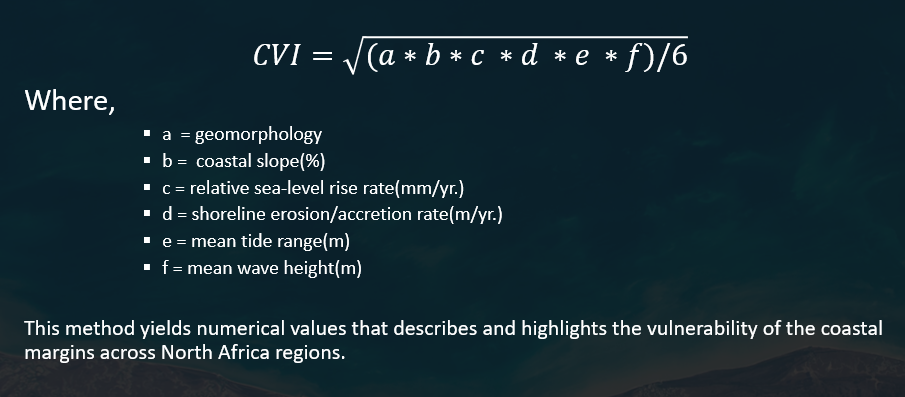 CVI = √(a * b * c * d * e * f)/6
Where,
▪ a = geomorphology
▪ b = coastal slope(%)
▪ c = relative sea-level rise rate(mm/yr.)
▪ d = shoreline erosion/accretion rate(m/yr.)
▪ e = mean tide range(m)
▪ f = mean wave height(m)
This method yields numerical values that describes and highlights the vulnerability of the coastal
margins across North Africa regions.